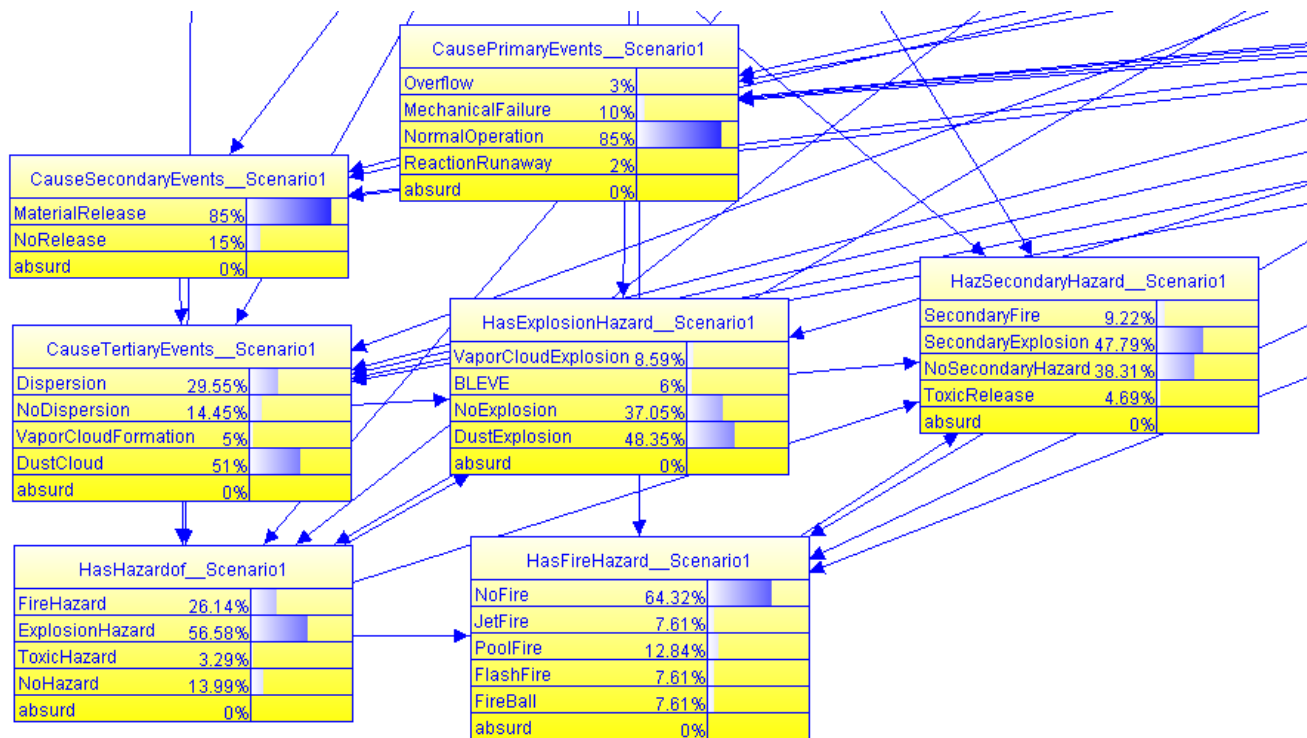 CausePrimaryEvents__Scenario1
Overflow 3%
MechanicalFailure 10%
NormalOperation 85%
ReactionRunaway 2%
absurd 0%
CauseSecondaryEvents__Scenario1
MaterialRelease 85%
NoRelease 15%
absurd 0%
HazSecondaryHazard__Scenario1
SecondaryFire 9.22%
SecondaryExplosion 47.79%
NoSecondaryHazard 38.31%
ToxicRelease 4.69%
absurd 0%
HasExplosionHazard__Scenario1
VaporCloudExplosion 8.59%
BLEVE 6%
NoExplosion 37.05%
DustExplosion 48.35%
absurd 0%
CauseTertiaryEvents__Scenario1
Dispersion 29.55%
NoDispersion 14.45%
VaporCloudFormation 5%
DustCloud 51%
absurd 0%
HasHazardof__Scenario1
FireHazard 26.14%
ExplosionHazard 56.58%
ToxicHazard 3.29%
NoHazard 13.99%
absurd 0%
HasFireHazard__Scenario1
NoFire 64.32%
JetFire 7.61%
PoolFire 12.84%
FlashFire 7.61%
FireBall 7.61%
absurd 0%